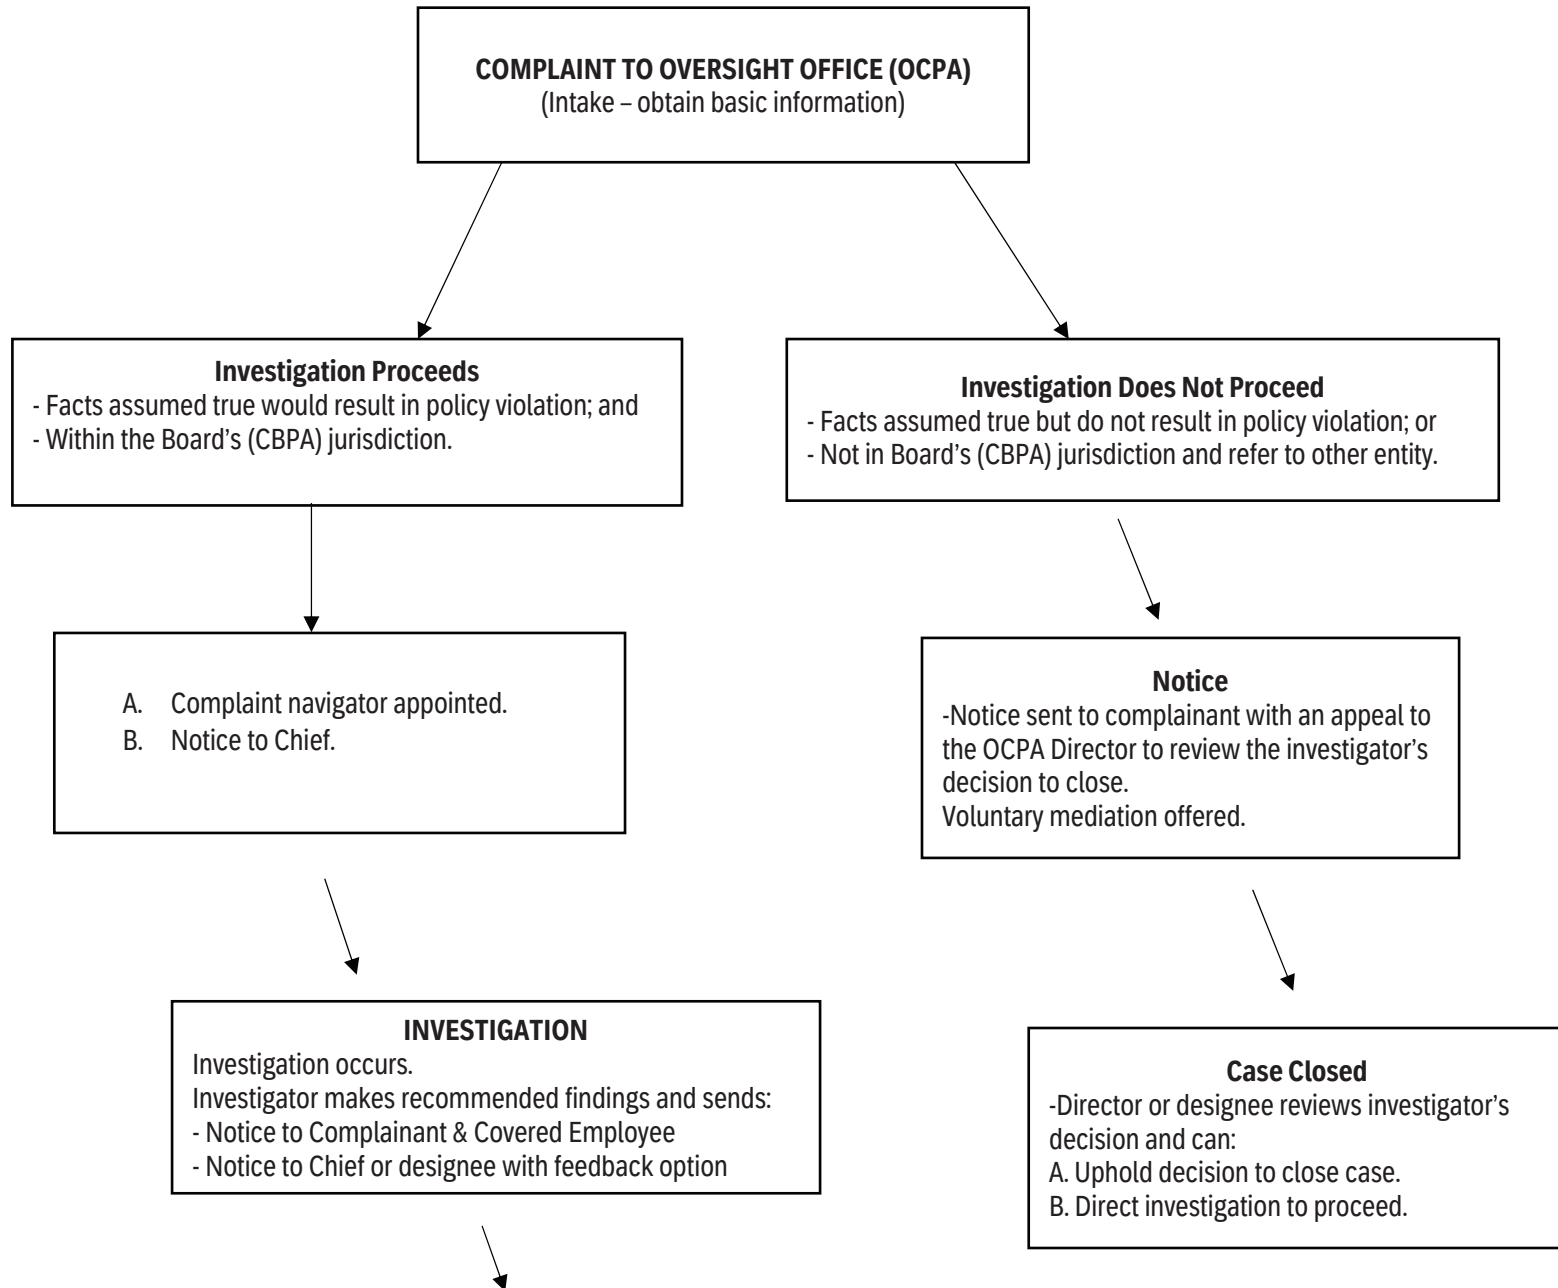 COMPLAINT TO OVERSIGHT OFFICE (OCPA)
(Intake – obtain basic information)
Investigation Proceeds
- Facts assumed true would result in policy violation; and
- Within the Board’s (CBPA) jurisdiction.
Investigation Does Not Proceed
- Facts assumed true but do not result in policy violation; or
- Not in Board’s (CBPA) jurisdiction and refer to other entity.
A. Complaint navigator appointed.
B. Notice to Chief.
Notice
-Notice sent to complainant with an appeal to
the OCPA Director to review the investigator’s
decision to close.
Voluntary mediation offered.
INVESTIGATION
Investigation occurs.
Investigator makes recommended findings and sends:
- Notice to Complainant & Covered Employee
- Notice to Chief or designee with feedback option
Case Closed
-Director or designee reviews investigator’s
decision and can:
A. Uphold decision to close case.
B. Direct investigation to proceed.